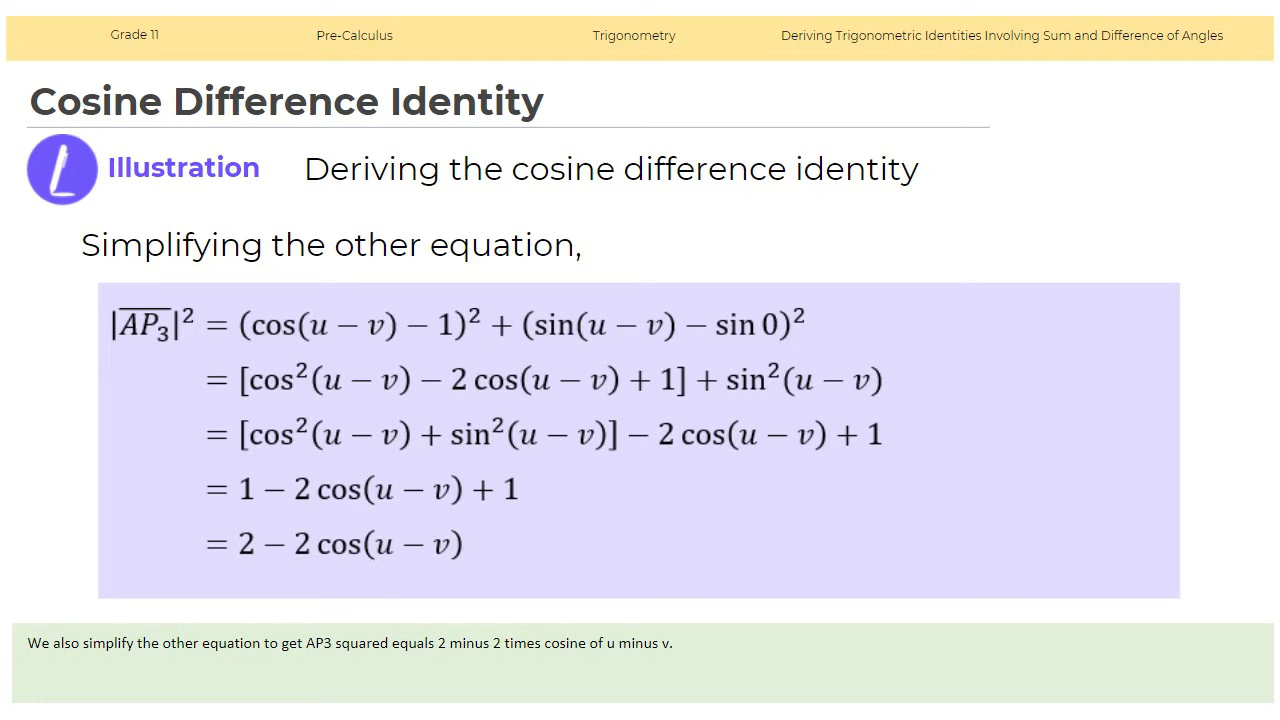 Grade 11 Pre-Calculus Trigonometry Deriving Trigonometric Identities Involving Sum and Difference of Angles
Cosine Difference Identity
Illustration Deriving the cosine difference identity
Simplifying the other equation,
|A̅P̅₃|² = (cos(u − v) − 1)² + (sin(u − v) − sin 0)²
= [cos²(u − v) − 2 cos(u − v) + 1] + sin²(u − v)
= [cos²(u − v) + sin²(u − v)] − 2 cos(u − v) + 1
= 1 − 2 cos(u − v) + 1
= 2 − 2 cos(u − v)
We also simplify the other equation to get AP3 squared equals 2 minus 2 times cosine of u minus v.